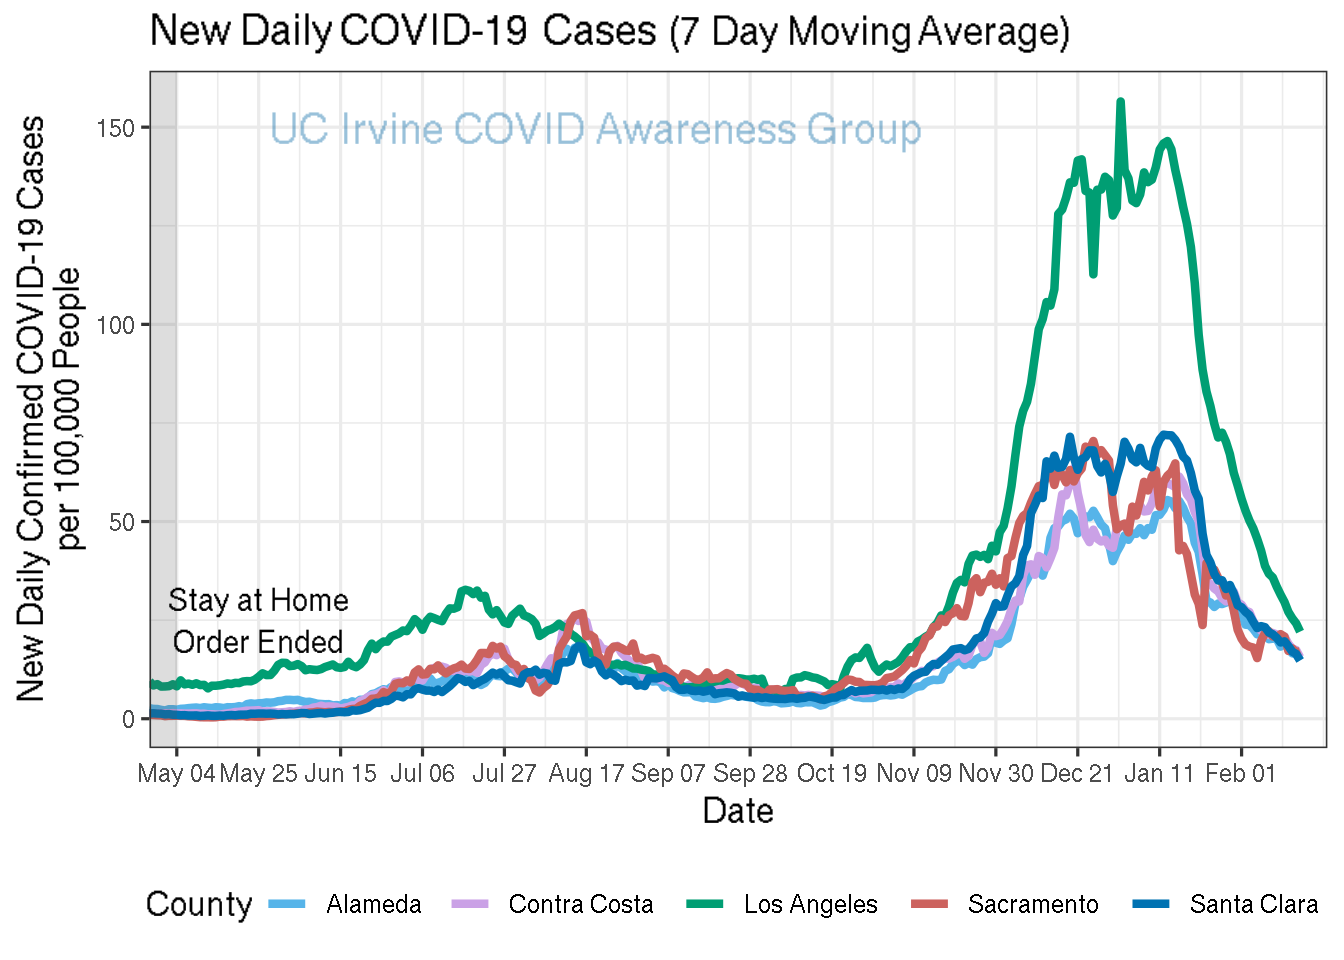 New Daily COVID-19 Cases (7 Day Moving Average)
UC Irvine COVID Awareness Group
New Daily Confirmed COVID-19 Cases
per 100,000 People
150
100
50
0
Stay at Home
Order Ended
May 04 May 25 Jun 15 Jul 06 Jul 27 Aug 17 Sep 07 Sep 28 Oct 19 Nov 09 Nov 30 Dec 21 Jan 11 Feb 01
Date
County Alameda Contra Costa Los Angeles Sacramento Santa Clara